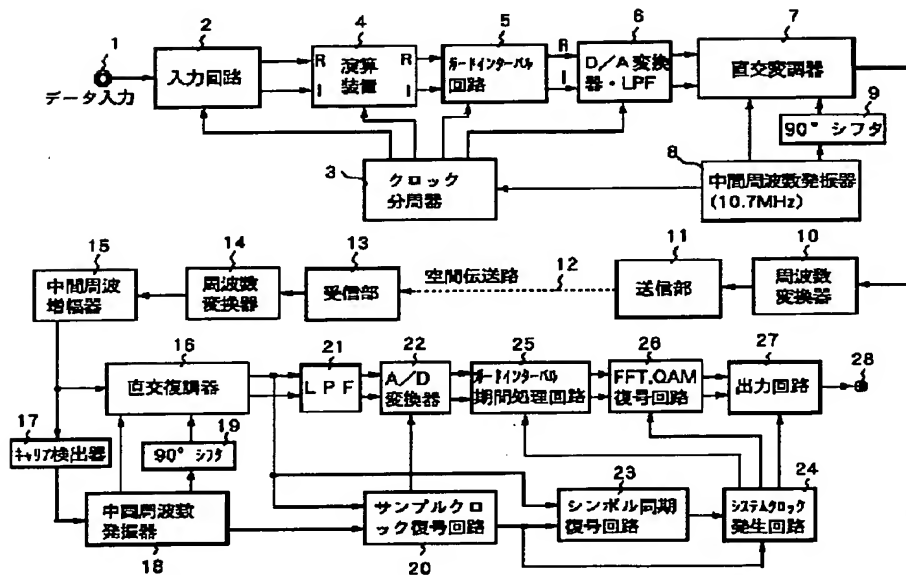 1
データ入力
2
入力回路
R
I
4
演算
装置
R
I
5
ガードインターバル
回路
R
I
6
D/A変換
器・LPF
7
直交変調器
9
90°シフタ
3
クロック
分周器
8
中間周波数発振器
(10.7MHz)
15
中間周波
増幅器
14
周波数
変換器
13
受信部
空間伝送路
12
11
送信部
10
周波数
変換器
16
直交復調器
21
LPF
22
A/D
変換器
25
ガードインターバル
期間処理回路
26
FFT.QAM
復号回路
27
出力回路
28
17
キャリア検出器
19
90°シフタ
中間周波数
発振器
18
サンプルクロ
ック復号回路
20
23
シンボル同期
復号回路
24
システムクロック
発生回路